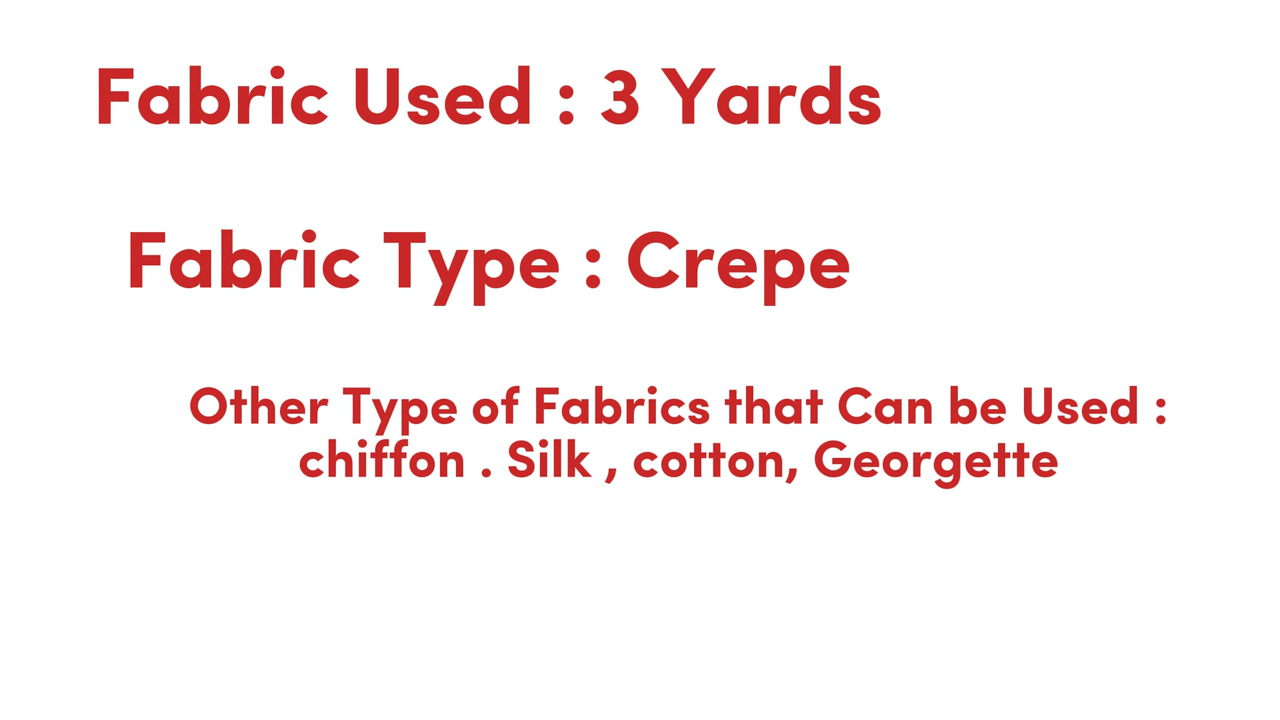 Fabric Used : 3 Yards
Fabric Type : Crepe
Other Type of Fabrics that Can be Used :
chiffon . Silk , cotton, Georgette